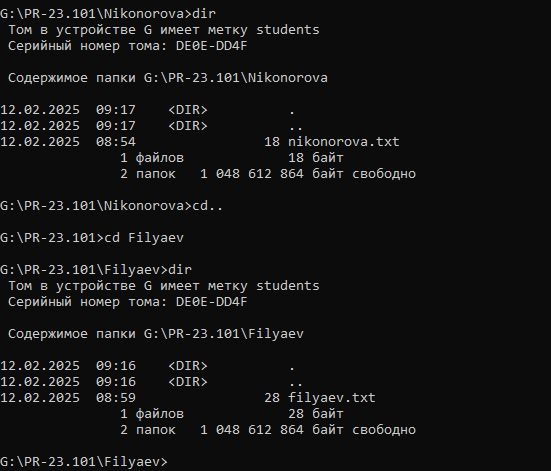 G:\PR-23.101\Nikonorova>dir
Том в устройстве G имеет метку students
Серийный номер тома: DE0E-DD4F
Содержимое папки G:\PR-23.101\Nikonorova
12.02.2025  09:17    <DIR>          .
12.02.2025  09:17    <DIR>          ..
12.02.2025  08:54                18 nikonorova.txt
1 файлов             18 байт
2 папок   1 048 612 864 байт свободно
G:\PR-23.101\Nikonorova>cd..
G:\PR-23.101>cd Filyaev
G:\PR-23.101\Filyaev>dir
Том в устройстве G имеет метку students
Серийный номер тома: DE0E-DD4F
Содержимое папки G:\PR-23.101\Filyaev
12.02.2025  09:16    <DIR>          .
12.02.2025  09:16    <DIR>          ..
12.02.2025  08:59                28 filyaev.txt
1 файлов             28 байт
2 папок   1 048 612 864 байт свободно
G:\PR-23.101\Filyaev>